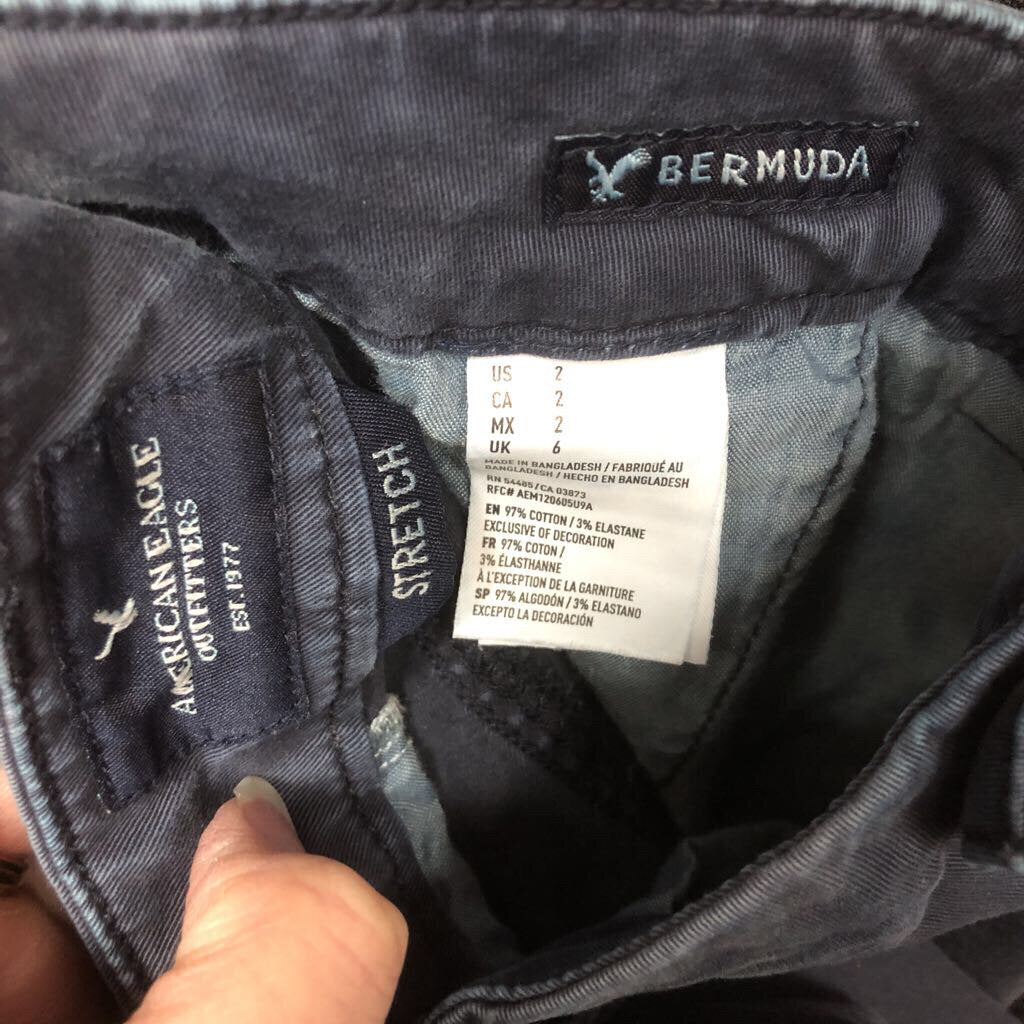 BERMUDA
AMERICAN EAGLE
OUTFITTERS
EST. 1977
STRETCH
US 2
CA 2
MX 2
UK 6
MADE IN BANGLADESH / FABRIQUÉ AU
BANGLADESH / HECHO EN BANGLADESH
RN 54485/CA 03873
RFC# AEM120605U9A
EN 97% COTTON / 3% ELASTANE
EXCLUSIVE OF DECORATION
FR 97% COTON /
3% ÉLASTHANNE
À L'EXCEPTION DE LA GARNITURE
SP 97% ALGODÓN / 3% ELASTANO
EXCEPTO LA DECORACIÓN